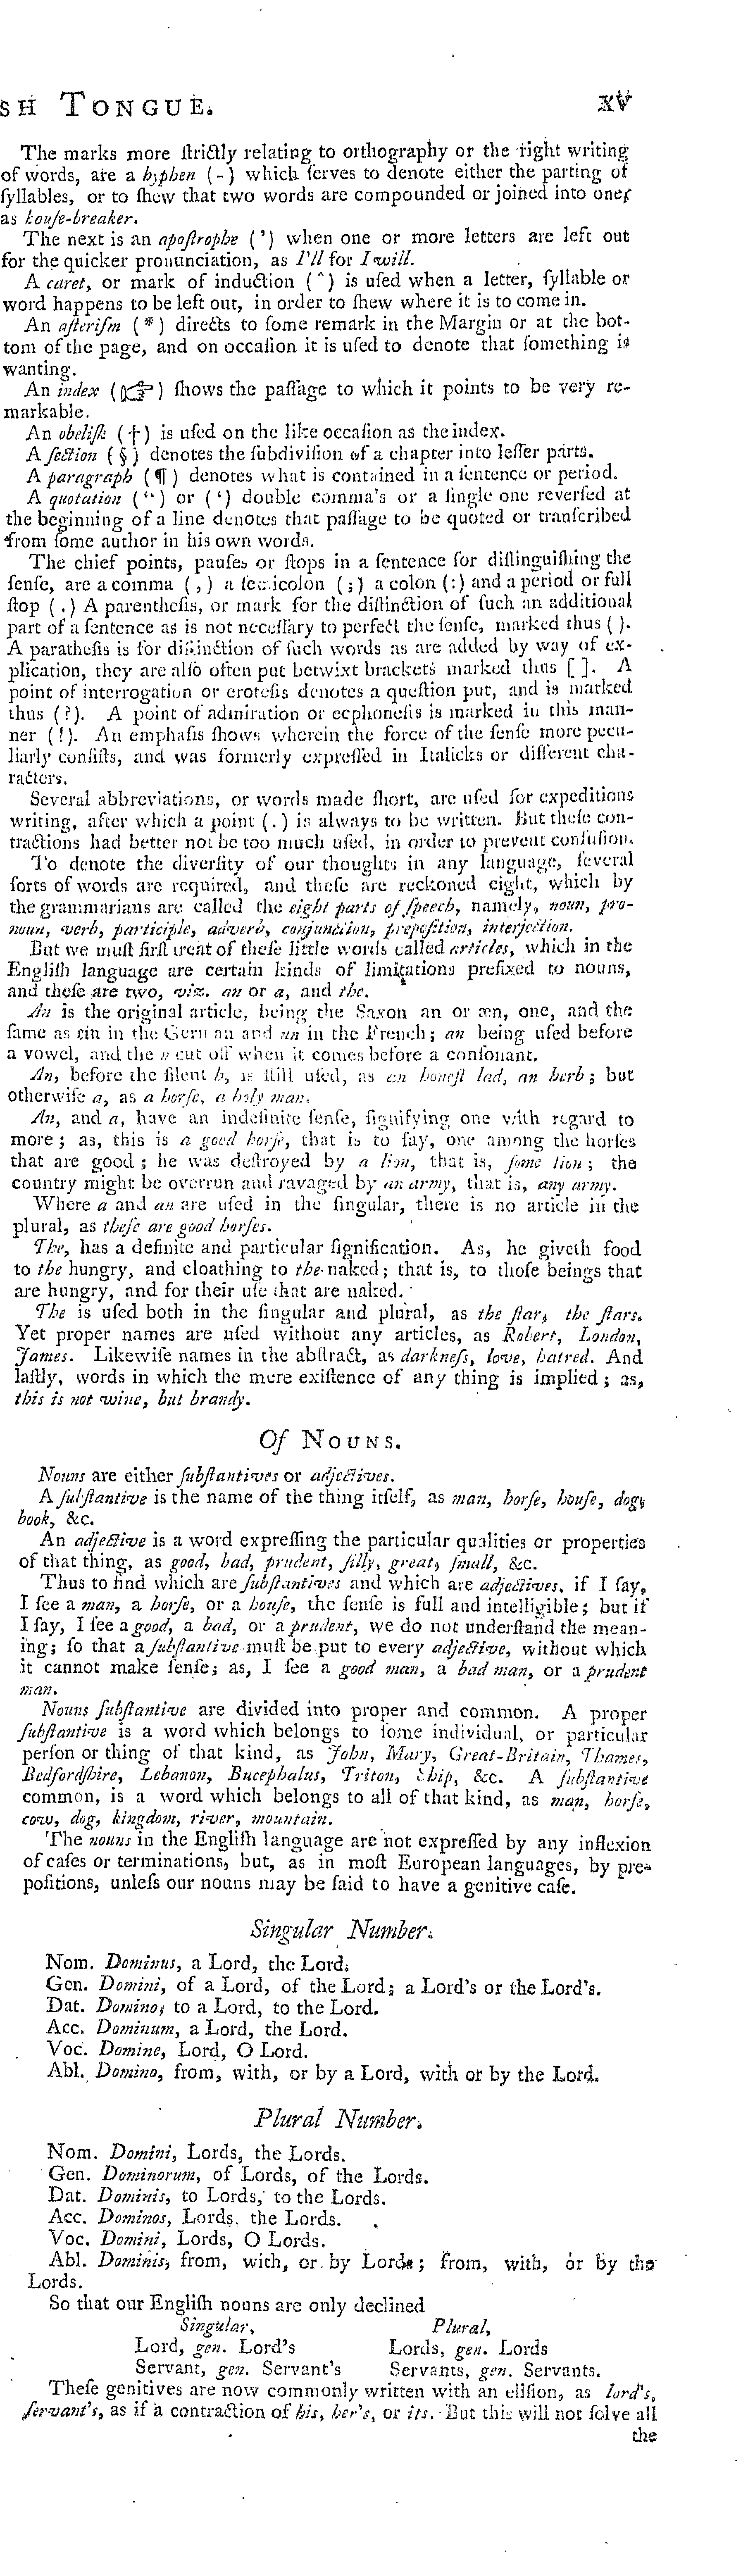 SH TONGUE. xv
The marks more ſtrictly relating to orthography or the right writing
of words, are a hyphen (-) which ſerves to denote either the parting of
ſyllables, or to ſhew that two words are compounded or joined into one;
as houſe-breaker.
The next is an apoſtrophe (’) when one or more letters are left out
for the quicker pronunciation, as I'll for I will.
A caret, or mark of induction (^) is uſed when a letter, ſyllable or
word happens to be left out, in order to ſhew where it is to come in.
An aſteriſm (*) directs to ſome remark in the Margin or at the bot-
tom of the page, and on occaſion it is uſed to denote that ſomething is
wanting.
An index (☞) ſhows the paſſage to which it points to be very re-
markable.
An obeliſk (†) is uſed on the like occaſion as the index.
A ſection (§) denotes the ſubdiviſion of a chapter into leſſer parts.
A paragraph (¶) denotes what is contained in a ſentence or period.
A quotation (“) or (‘) double comma's or a ſingle one reverſed at
the beginning of a line denotes that paſſage to be quoted or tranſcribed
from ſome author in his own words.
The chief points, pauſes or ſtops in a ſentence for diſtinguiſhing the
ſenſe, are a comma (,) a ſemicolon (;) a colon (:) and a period or full
ſtop (.) A parentheſis, or mark for the diſtinction of ſuch an additional
part of a ſentence as is not neceſſary to perfect the ſenſe, marked thus ( ).
A paratheſis is for diſtinction of ſuch words as are added by way of ex-
plication, they are alſo often put betwixt brackets marked thus [ ]. A
point of interrogation or eroteſis denotes a queſtion put, and is marked
thus (?). A point of admiration or ecphoneſis is marked in this man-
ner (!). An emphaſis ſhows wherein the force of the ſenſe more pecu-
liarly conſiſts, and was formerly expreſſed in Italicks or different cha-
racters.
Several abbreviations, or words made ſhort, are uſed for expeditions
writing, after which a point (.) is always to be written. But theſe con-
tractions had better not be too much uſed, in order to prevent confuſion.
To denote the diverſity of our thoughts in any language, ſeveral
ſorts of words are required, and theſe are reckoned eight, which by
the grammarians are called the eight parts of ſpeech, namely, noun, pro-
noun, verb, participle, adverb, conjunction, prepoſition, interjection.
But we muſt firſt treat of theſe little words called articles, which in the
Engliſh language are certain kinds of limitations prefixed to nouns,
and theſe are two, viz. an or a, and the.
An is the original article, being the Saxon an or æn, one, and the
ſame as ein in the German and un in the French; an being uſed before
a vowel, and the n cut off when it comes before a conſonant.
An, before the ſilent h, is ſtill uſed, as an honeſt lad, an herb; but
otherwiſe a, as a horſe, a holy man.
An, and a, have an indefinite ſenſe, ſignifying one with regard to
more; as, this is a good horſe, that is to ſay, one among the horſes
that are good; he was deſtroyed by a lion, that is, ſome lion; the
country might be overrun and ravaged by an army, that is, any army.
Where a and an are uſed in the ſingular, there is no article in the
plural, as theſe are good horſes.
The, has a definite and particular ſignification. As, he giveth food
to the hungry, and cloathing to the naked; that is, to thoſe beings that
are hungry, and for their uſe that are naked.
The is uſed both in the ſingular and plural, as the ſtar, the ſtars.
Yet proper names are uſed without any articles, as Robert, London,
James. Likewiſe names in the abſtract, as darkneſs, love, hatred. And
laſtly, words in which the mere exiſtence of any thing is implied; as,
this is not wine, but brandy.
Of NOUNS.
Nouns are either ſubſtantives or adjectives.
A ſubſtantive is the name of the thing itſelf, as man, horſe, houſe, dog,
book, &c.
An adjective is a word expreſſing the particular qualities or properties
of that thing, as good, bad, prudent, ſilly, great, ſmall, &c.
Thus to find which are ſubſtantives and which are adjectives, if I ſay,
I ſee a man, a horſe, or a houſe, the ſenſe is full and intelligible; but if
I ſay, I ſee a good, a bad, or a prudent, we do not underſtand the mean-
ing; ſo that a ſubſtantive muſt be put to every adjective, without which
it cannot make ſenſe; as, I ſee a good man, a bad man, or a prudent
man.
Nouns ſubſtantive are divided into proper and common. A proper
ſubſtantive is a word which belongs to ſome individual, or particular
perſon or thing of that kind, as John, Mary, Great-Britain, Thames,
Bedfordſhire, Lebanon, Bucephalus, Triton, ſhip, &c. A ſubſtantive
common, is a word which belongs to all of that kind, as man, horſe,
cow, dog, kingdom, river, mountain.
The nouns in the Engliſh language are not expreſſed by any inflexion
of caſes or terminations, but, as in moſt European languages, by pre-
poſitions, unleſs our nouns may be ſaid to have a genitive caſe.
Singular Number.
Nom. Dominus, a Lord, the Lord.
Gen. Domini, of a Lord, of the Lord; a Lord's or the Lord's.
Dat. Domino, to a Lord, to the Lord.
Acc. Dominum, a Lord, the Lord.
Voc. Domine, Lord, O Lord.
Abl. Domino, from, with, or by a Lord, with or by the Lord.
Plural Number.
Nom. Domini, Lords, the Lords.
Gen. Dominorum, of Lords, of the Lords.
Dat. Dominis, to Lords, to the Lords.
Acc. Dominos, Lords, the Lords.
Voc. Domini, Lords, O Lords.
Abl. Dominis, from, with, or by Lords; from, with, or by the
Lords.
So that our Engliſh nouns are only declined
Singular, Plural,
Lord, gen. Lord's Lords, gen. Lords
Servant, gen. Servant's Servants, gen. Servants.
Theſe genitives are now commonly written with an eliſion, as lord's,
ſervant's, as if a contraction of his, her's, or its. But this will not ſolve all
the